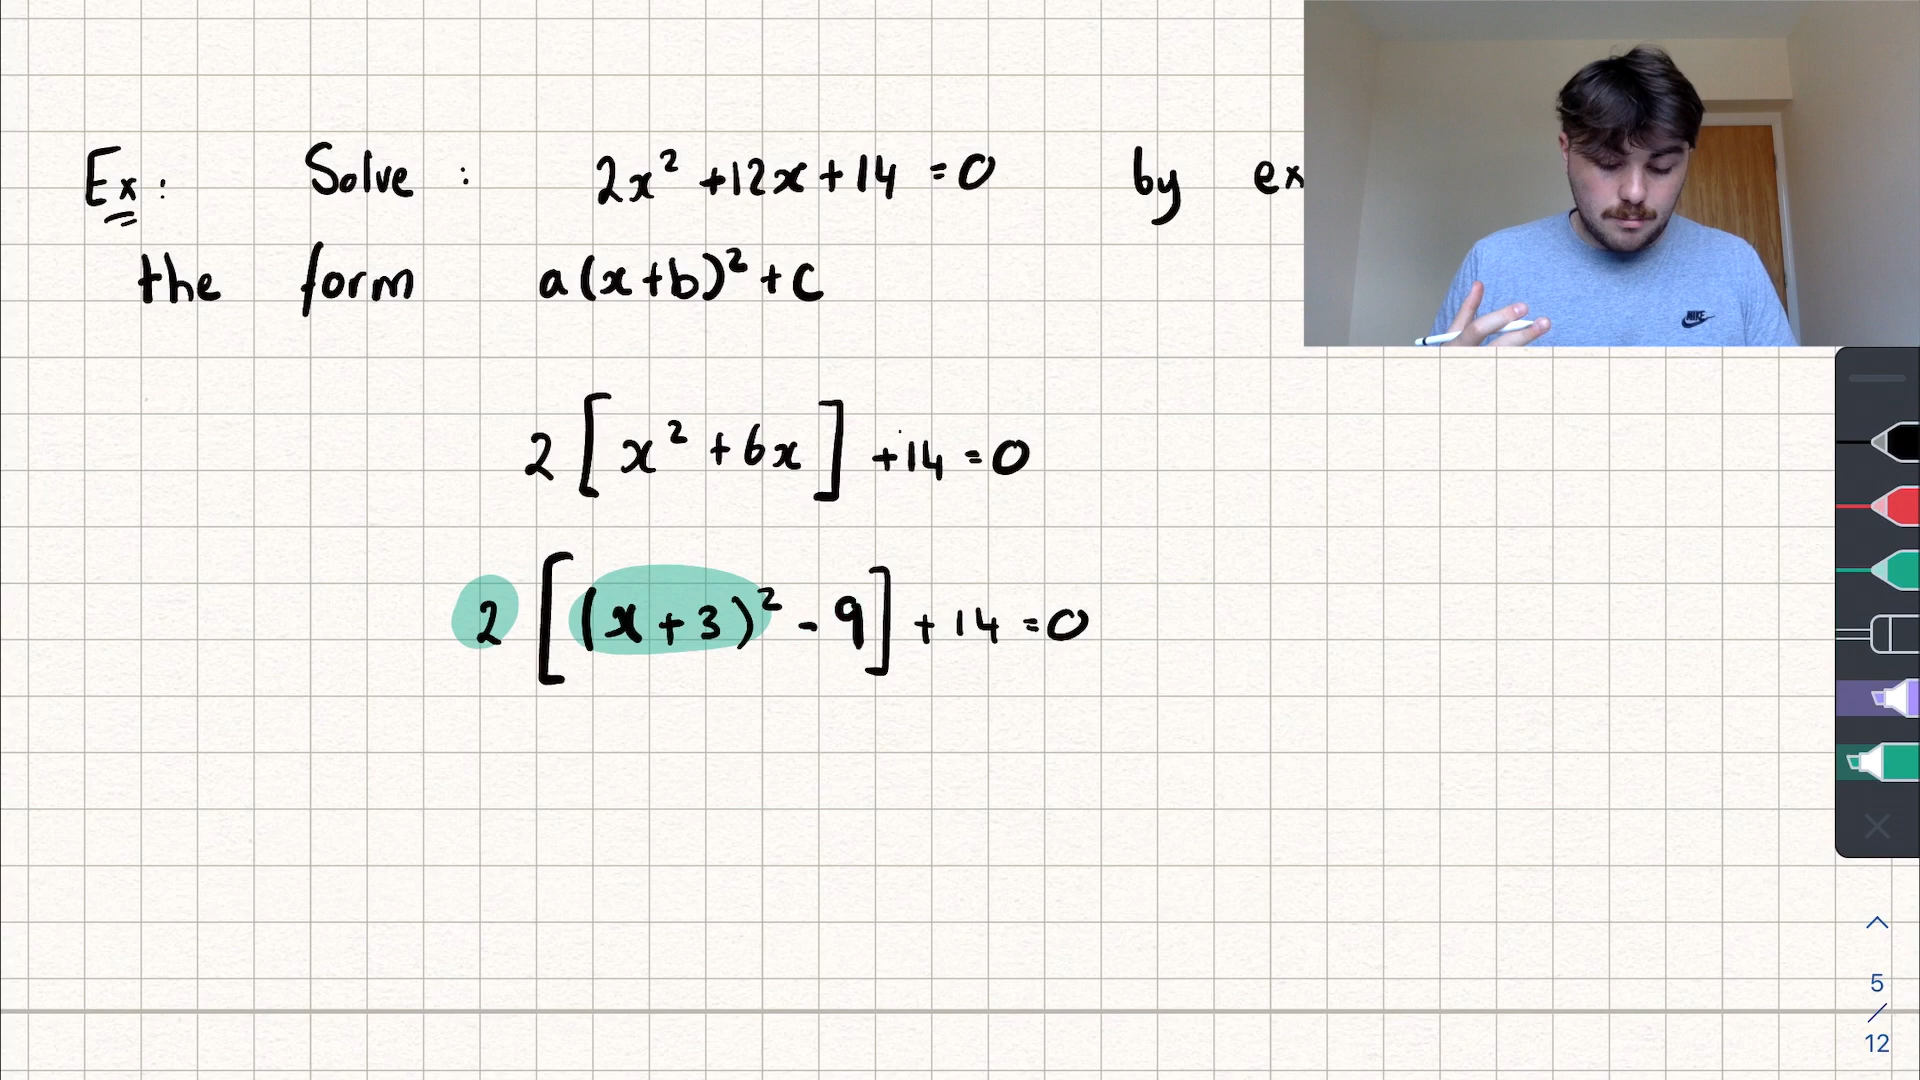 Ex: Solve : 2x² +12x+14 =0 by ex
the form a(x+b)² +c
2 [ x² +6x ] +14 =0
2 [ (x+3)² - 9 ] + 14 =0
NIKE
5
/
12